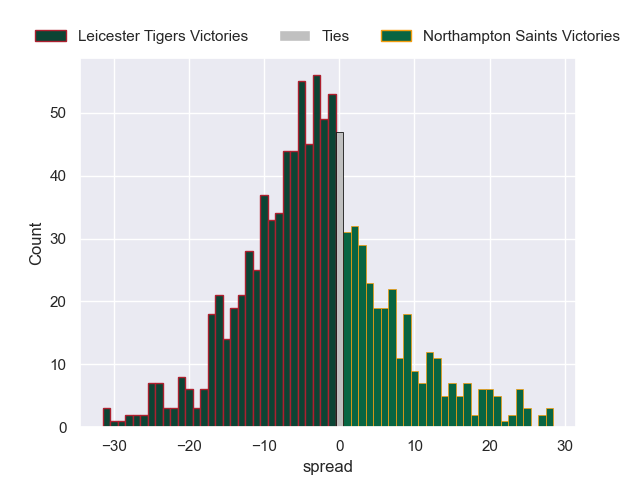 Leicester Tigers Victories Ties Northampton Saints Victories
50
40
30
20
10
0
Count
−30 −20 −10 0 10 20 30
spread